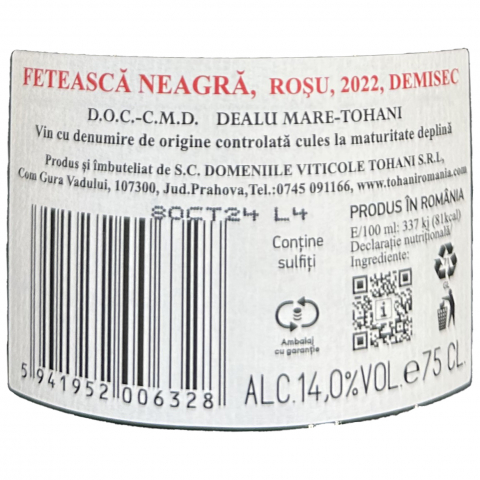 FETEASCĂ NEAGRĂ, ROȘU, 2022, DEMISEC
D.O.C.-C.M.D. DEALU MARE-TOHANI
Vin cu denumire de origine controlată cules la maturitate deplină
Produs și îmbuteliat de S.C. DOMENIILE VITICOLE TOHANI S.R.L,
Com Gura Vadului, 107300, Jud.Prahova,Tel.:0745 091166, www.tohaniromania.com
8OCT24 L4
PRODUS ÎN ROMÂNIA
E/100 ml: 337 kj (81kcal)
Declarație nutrițională/
Ingrediente:
Conține
sulfiți
Ambalaj
cu garanție
5 941952 006328
ALC.14,0%VOL.e75 CL.